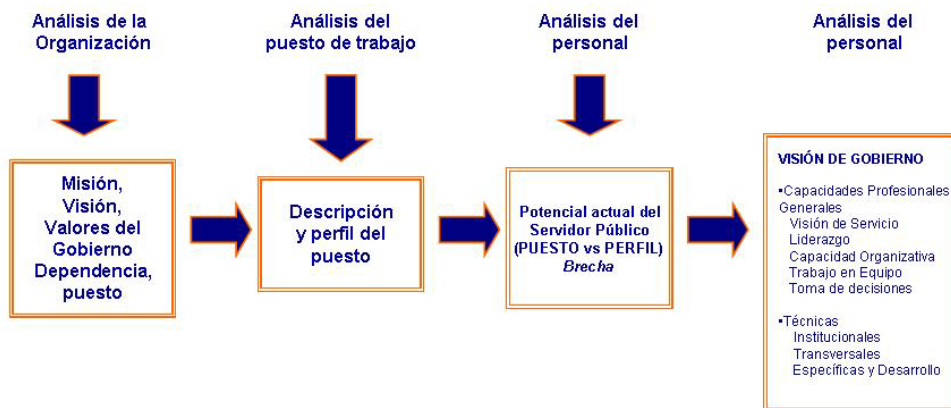 Análisis de la
Organización
Análisis del
puesto de trabajo
Análisis del
personal
Análisis del
personal
Misión,
Visión,
Valores del
Gobierno
Dependencia,
puesto
Descripción
y perfil del
puesto
Potencial actual del
Servidor Público
(PUESTO vs PERFIL)
Brecha
VISIÓN DE GOBIERNO
▪Capacidades Profesionales
Generales
Visión de Servicio
Liderazgo
Capacidad Organizativa
Trabajo en Equipo
Toma de decisiones
▪Técnicas
Institucionales
Transversales
Específicas y Desarrollo